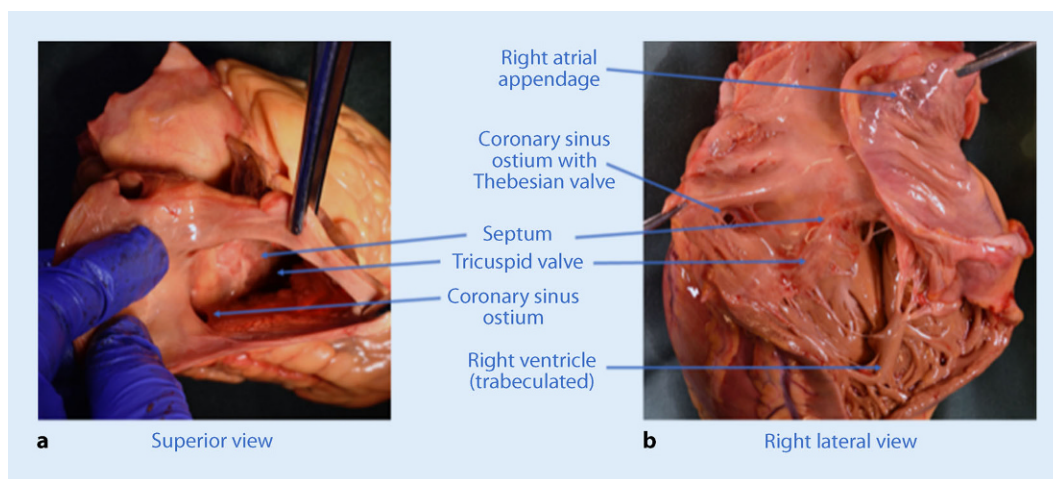 Right atrial
appendage
Coronary sinus
ostium with
Thebesian valve
Septum
Tricuspid valve
Coronary sinus
ostium
Right ventricle
(trabeculated)
a
Superior view
b
Right lateral view